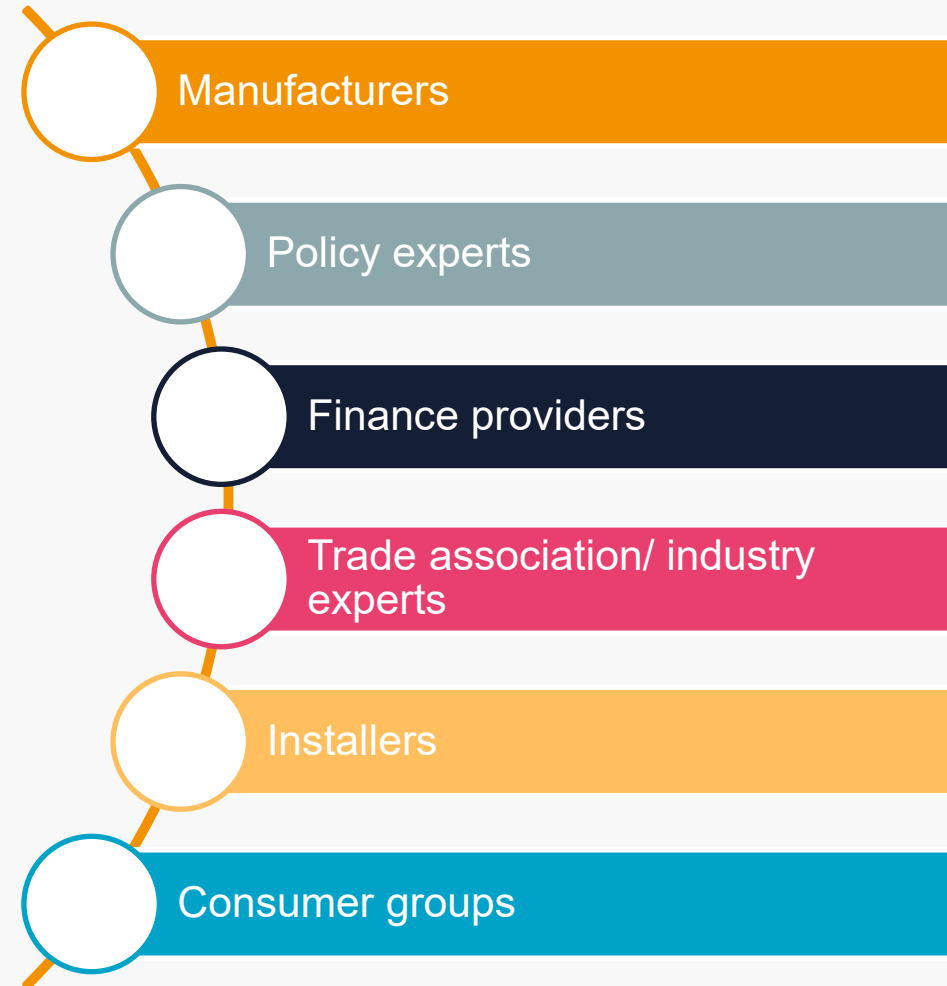 Manufacturers
Policy experts
Finance providers
Trade association/ industry
experts
Installers
Consumer groups